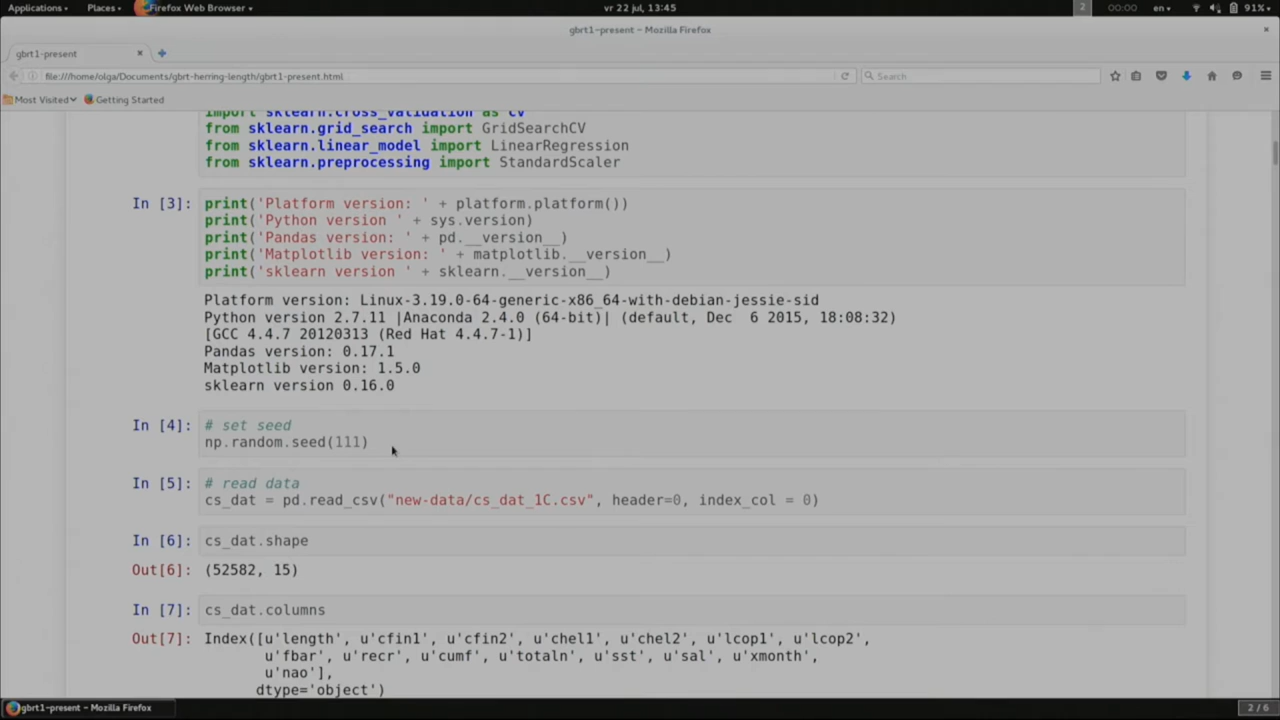 Applications Places Firefox Web Browser vr 22 jul, 13:45 2 00:00 en 91%
gbrt1-present – Mozilla Firefox
gbrt1-present
file:///home/olga/Documents/gbrt-herring-length/gbrt1-present.html Search
Most Visited Getting Started
import sklearn.cross_validation as cv
from sklearn.grid_search import GridSearchCV
from sklearn.linear_model import LinearRegression
from sklearn.preprocessing import StandardScaler
In [3]: print('Platform version: ' + platform.platform())
print('Python version ' + sys.version)
print('Pandas version: ' + pd.__version__)
print('Matplotlib version: ' + matplotlib.__version__)
print('sklearn version ' + sklearn.__version__)
Platform version: Linux-3.19.0-64-generic-x86_64-with-debian-jessie-sid
Python version 2.7.11 |Anaconda 2.4.0 (64-bit)| (default, Dec  6 2015, 18:08:32)
[GCC 4.4.7 20120313 (Red Hat 4.4.7-1)]
Pandas version: 0.17.1
Matplotlib version: 1.5.0
sklearn version 0.16.0
In [4]: # set seed
np.random.seed(111)
In [5]: # read data
cs_dat = pd.read_csv("new-data/cs_dat_1C.csv", header=0, index_col = 0)
In [6]: cs_dat.shape
Out[6]: (52582, 15)
In [7]: cs_dat.columns
Out[7]: Index([u'length', u'cfin1', u'cfin2', u'chel1', u'chel2', u'lcop1', u'lcop2',
u'fbar', u'recr', u'cumf', u'totaln', u'sst', u'sal', u'xmonth',
u'nao'],
dtype='object')
gbrt1-present – Mozilla Firefox 2 / 6